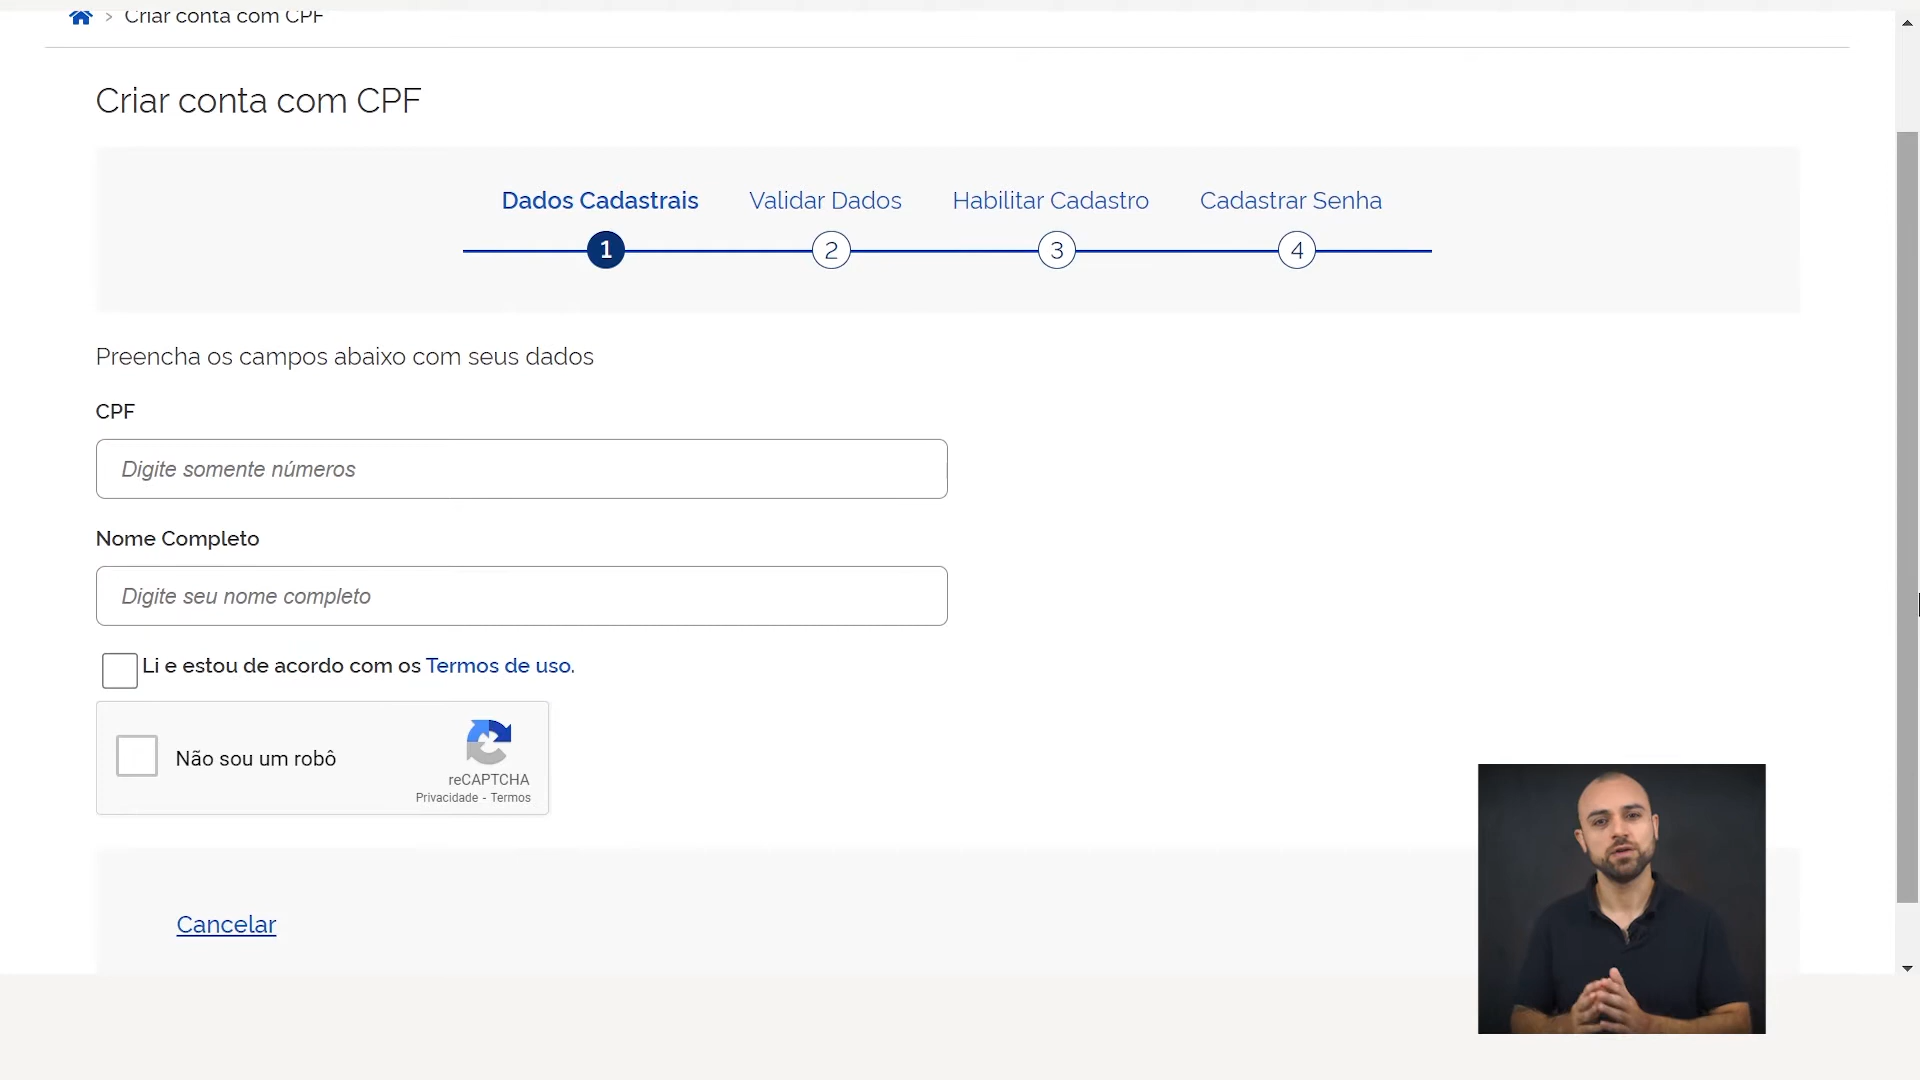 Criar conta com CPF
Criar conta com CPF
Dados Cadastrais
Validar Dados
Habilitar Cadastro
Cadastrar Senha
1
2
3
4
Preencha os campos abaixo com seus dados
CPF
Digite somente números
Nome Completo
Digite seu nome completo
Li e estou de acordo com os Termos de uso.
Não sou um robô
reCAPTCHA
Privacidade - Termos
Cancelar